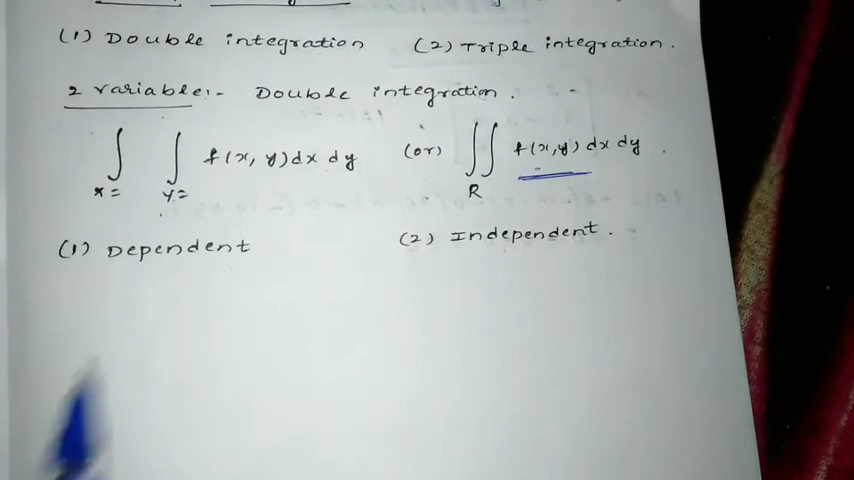 (1) Double integration (2) Triple integration.
2 variable:- Double integration.
∫ ∫ f(x, y) dx dy (or) ∬ f(x,y) dx dy.
x= y= R
(1) Dependent (2) Independent.